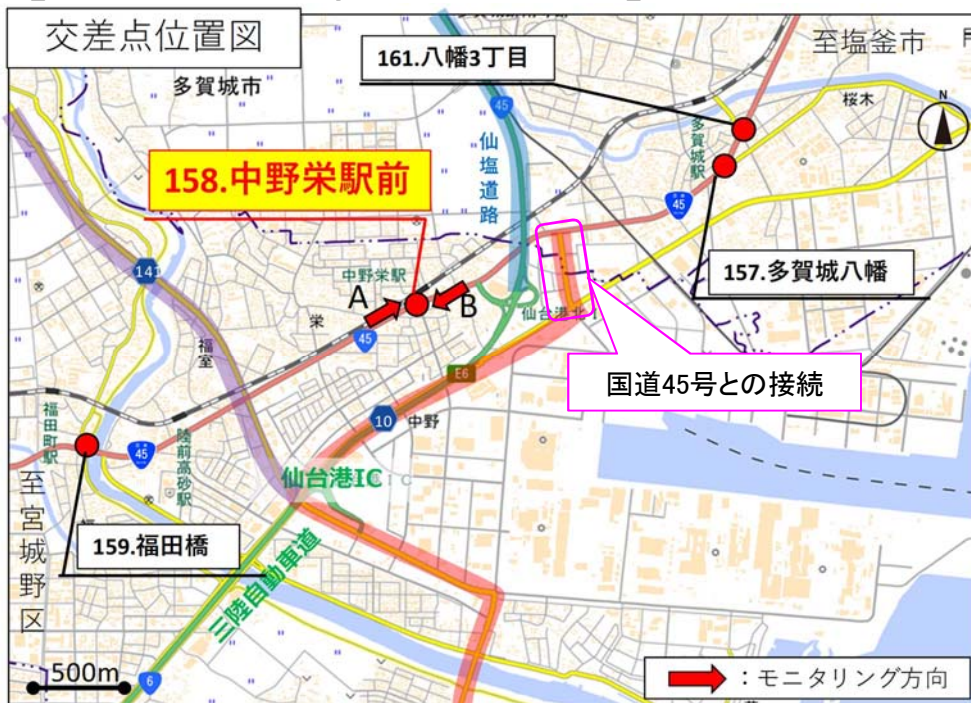 交差点位置図
161.八幡3丁目
至塩釜市
多賀城市
桜木
45
N
仙塩道路
多賀城駅
158.中野栄駅前
45
141
中野栄駅
157.多賀城八幡
A
B
仙台港北
栄
45
福室
E6
国道45号との接続
10
中野
福田町駅
45
陸前高砂駅
仙台港IC
至宮城野区
159.福田橋
三陸自動車道
500m
6
：モニタリング方向